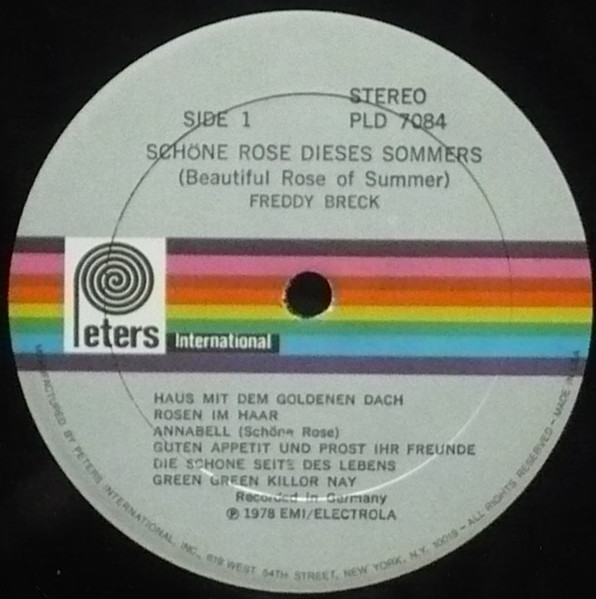 STEREO
SIDE 1 PLD 7084
SCHÖNE ROSE DIESES SOMMERS
(Beautiful Rose of Summer)
FREDDY BRECK
Peters
International
HAUS MIT DEM GOLDENEN DACH
ROSEN IM HAAR
ANNABELL (Schöne Rose)
GUTEN APPETIT UND PROST IHR FREUNDE
DIE SCHONE SEITE DES LEBENS
GREEN GREEN KILLOR NAY
Recorded in Germany
℗ 1978 EMI/ELECTROLA
MANUFACTURED BY PETERS INTERNATIONAL, INC., 619 WEST 54TH STREET, NEW YORK, N.Y. 10019 - ALL RIGHTS RESERVED - MADE IN USA